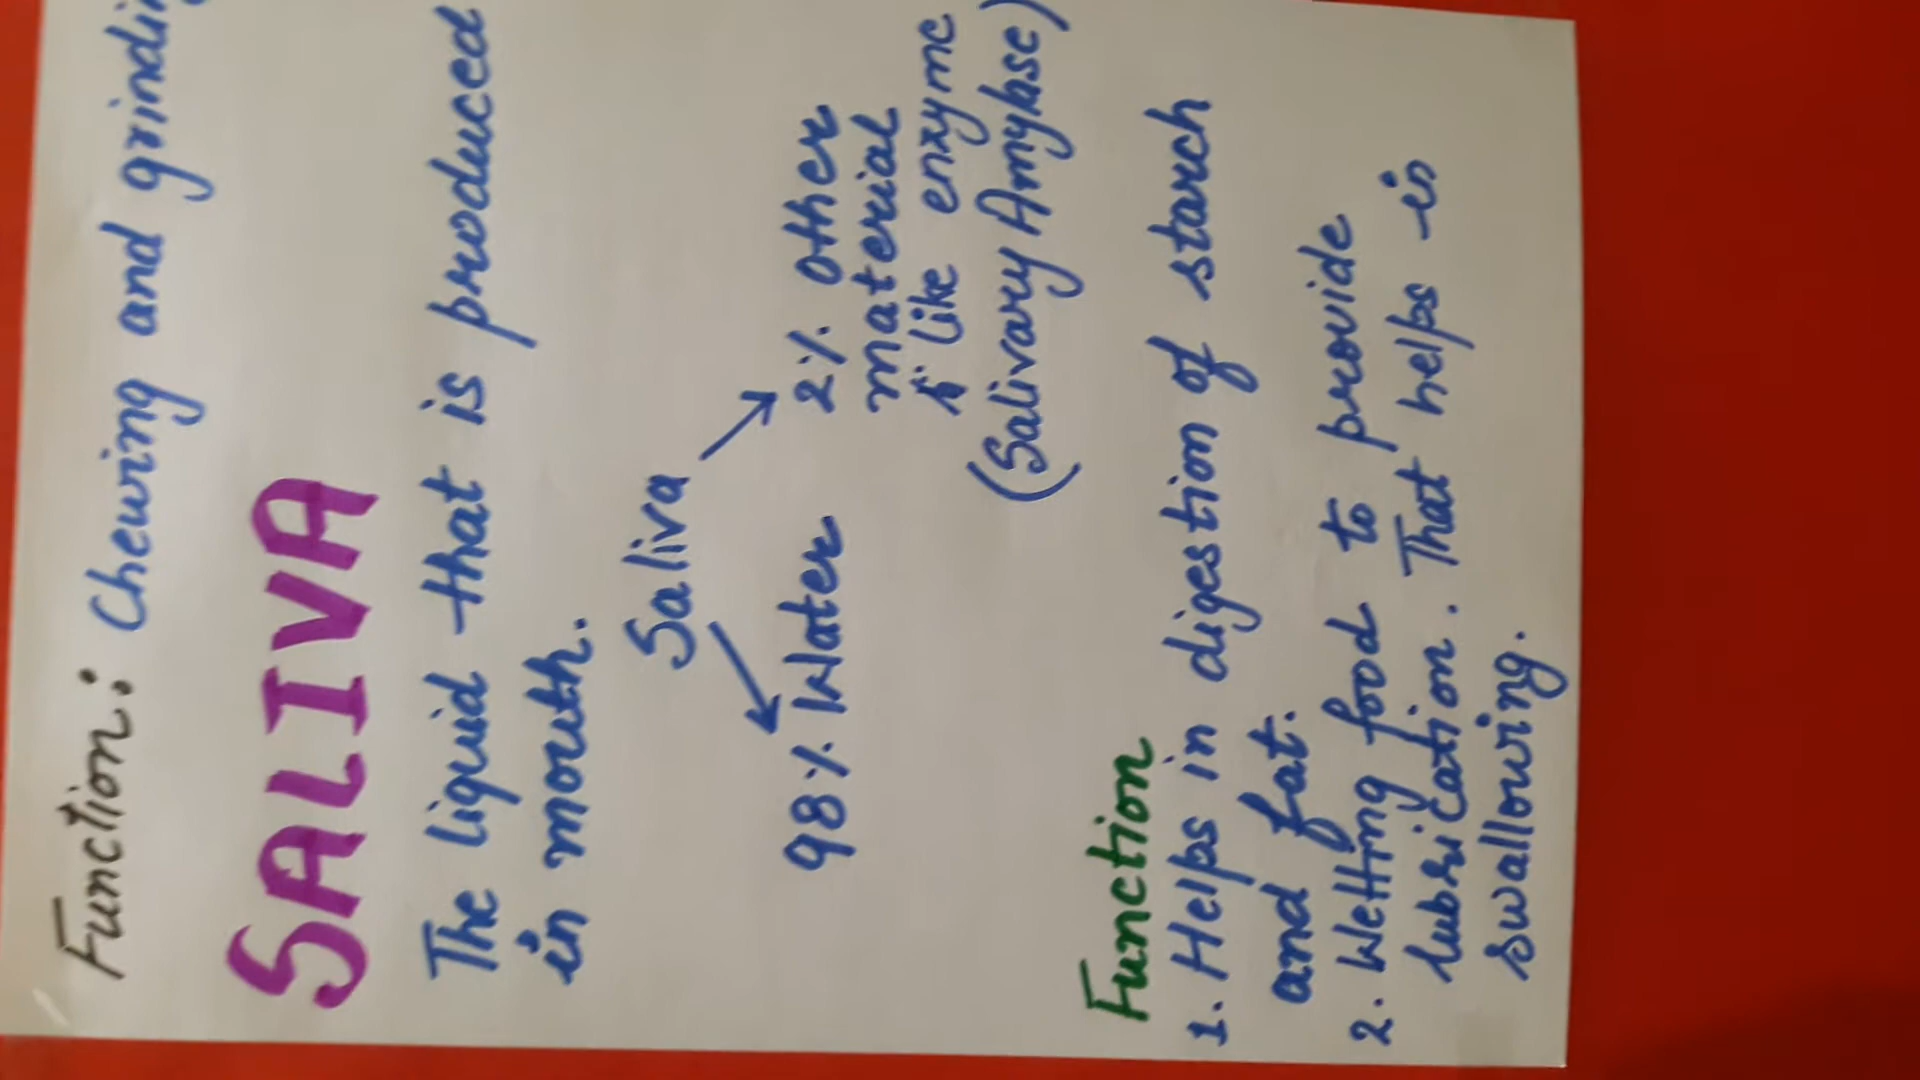 Function: Chewing and grindin
SALIVA
The liquid that is produced
in mouth.
Saliva
98% Water
2% other
material
like enzyme
(Salivary Amylase)
Function
1. Helps in digestion of starch
and fat.
2. Wetting food to provide
lubrication. That helps in
swallowing.